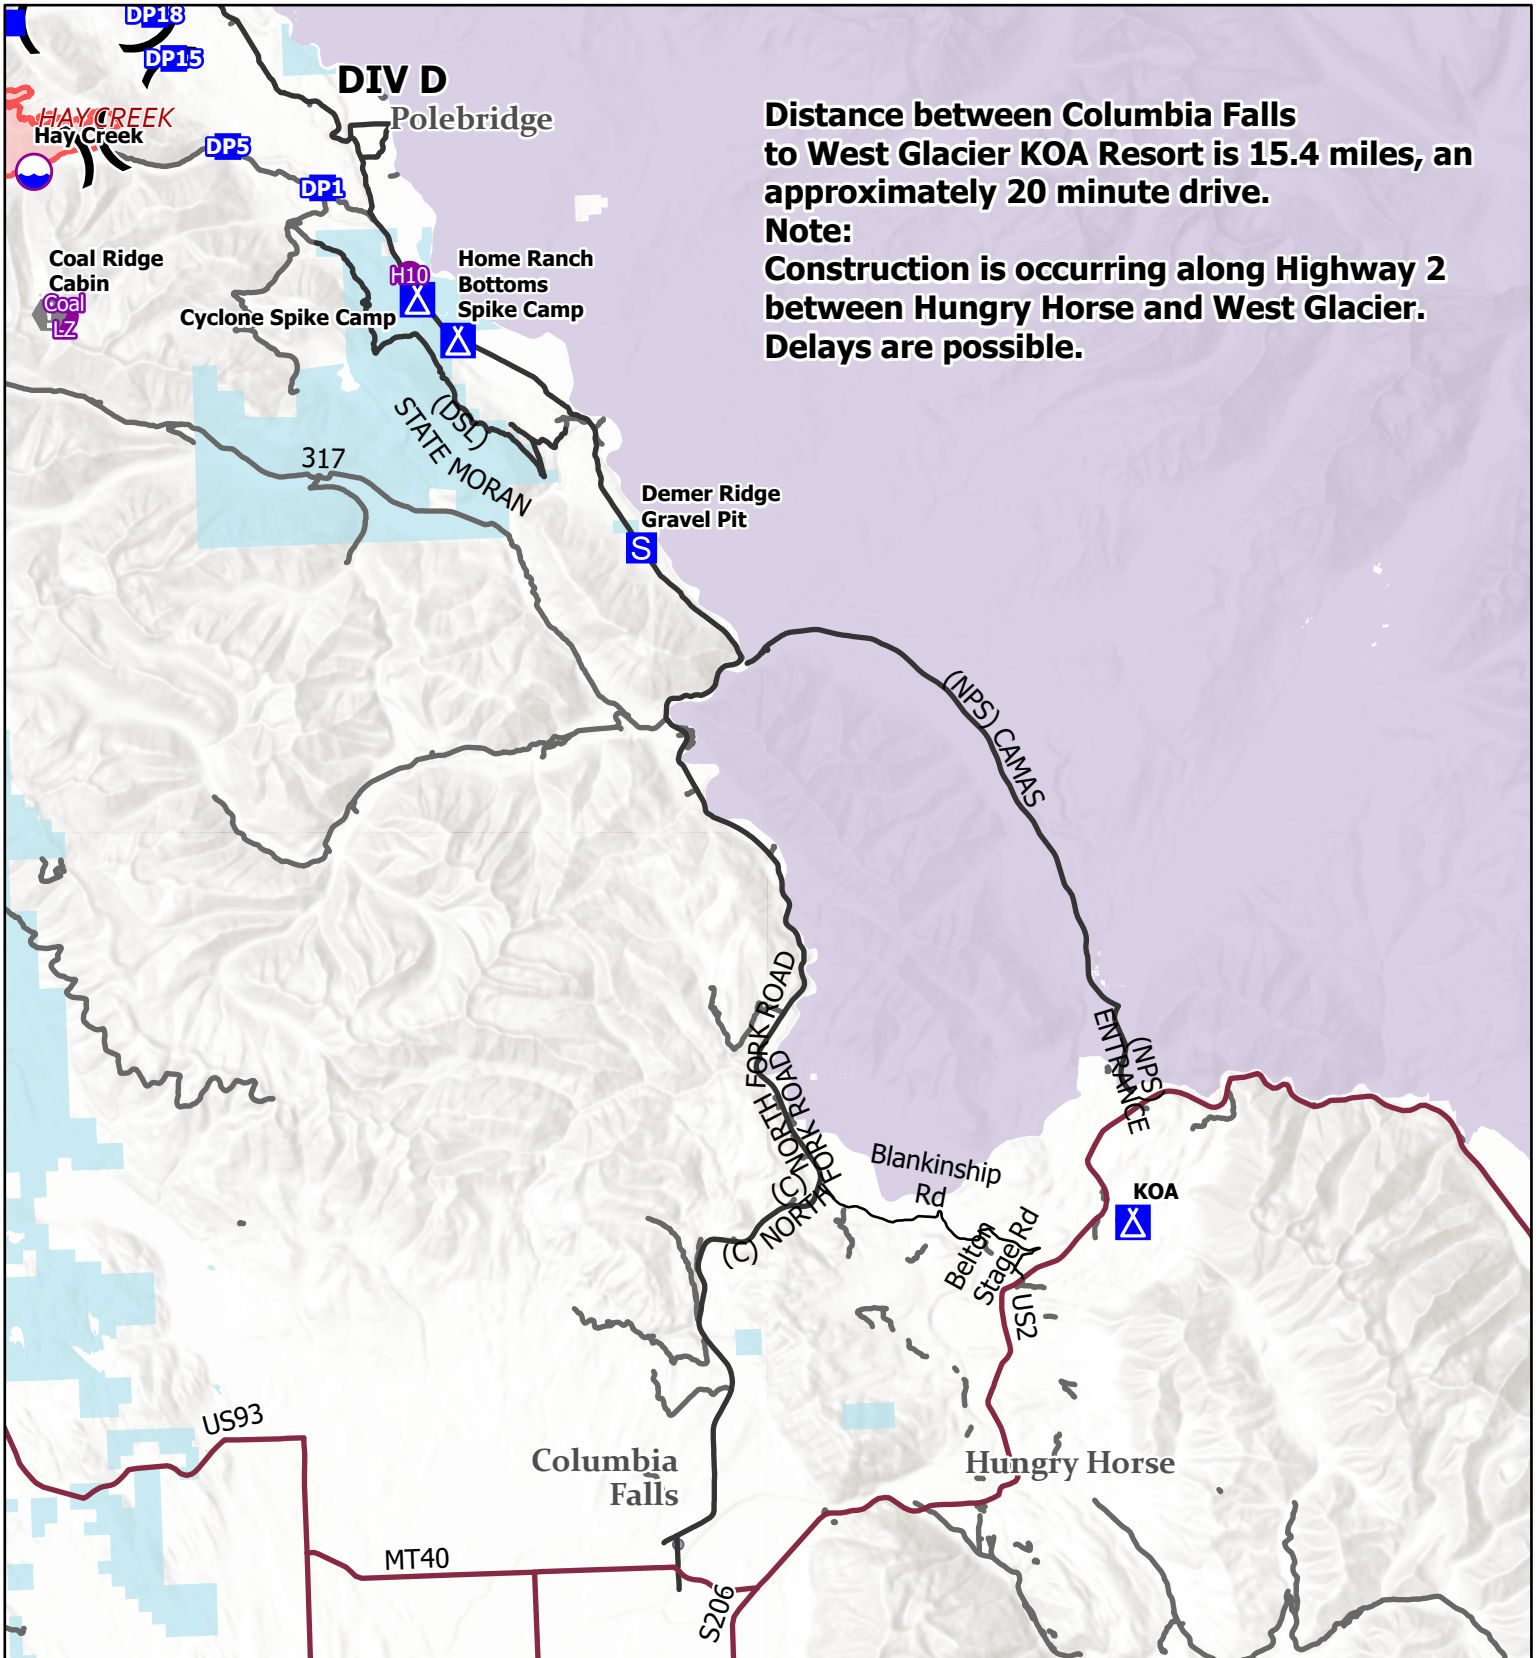 DP18
DP15
DIV D
Polebridge
HAY CREEK
Hay Creek
DP5
DP1
Distance between Columbia Falls
to West Glacier KOA Resort is 15.4 miles, an
approximately 20 minute drive.
Note:
Construction is occurring along Highway 2
between Hungry Horse and West Glacier.
Delays are possible.
Coal Ridge
Cabin
Coal
LZ
H10
Home Ranch
Bottoms
Spike Camp
Cyclone Spike Camp
(DSL)
STATE MORAN
317
Demer Ridge
Gravel Pit
S
(NPS) CAMAS
(NPS)
ENTRANCE
(C) NORTH FORK ROAD
(C) NORTH FORK ROAD
Blankinship
Rd
KOA
Belton
Stage Rd
US2
US93
Columbia
Falls
Hungry Horse
MT40
S206